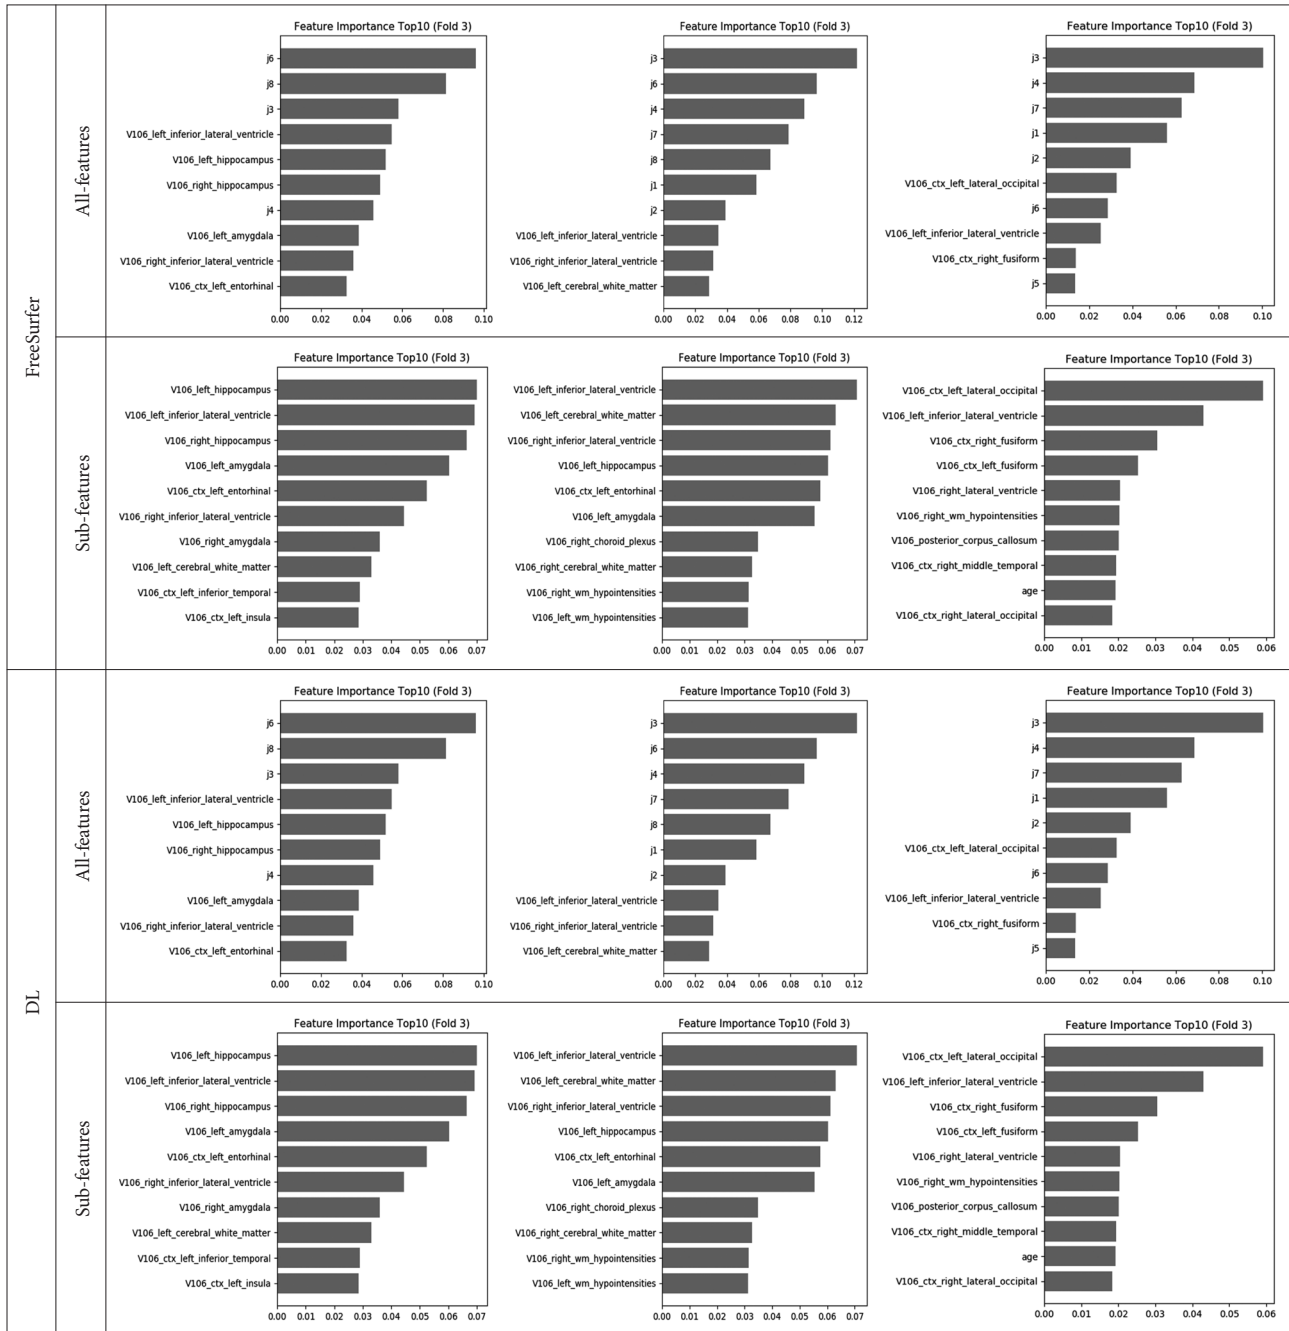 FreeSurfer
All-features
Feature Importance Top10 (Fold 3)
j6
j8
j3
V106_left_inferior_lateral_ventricle
V106_left_hippocampus
V106_right_hippocampus
j4
V106_left_amygdala
V106_right_inferior_lateral_ventricle
V106_ctx_left_entorhinal
0.00 0.02 0.04 0.06 0.08 0.10
Feature Importance Top10 (Fold 3)
j3
j6
j4
j7
j8
j1
j2
V106_left_inferior_lateral_ventricle
V106_right_inferior_lateral_ventricle
V106_left_cerebral_white_matter
0.00 0.02 0.04 0.06 0.08 0.10 0.12
Feature Importance Top10 (Fold 3)
j3
j4
j7
j1
j2
V106_ctx_left_lateral_occipital
j6
V106_left_inferior_lateral_ventricle
V106_ctx_right_fusiform
j5
0.00 0.02 0.04 0.06 0.08 0.10
Sub-features
Feature Importance Top10 (Fold 3)
V106_left_hippocampus
V106_left_inferior_lateral_ventricle
V106_right_hippocampus
V106_left_amygdala
V106_ctx_left_entorhinal
V106_right_inferior_lateral_ventricle
V106_right_amygdala
V106_left_cerebral_white_matter
V106_ctx_left_inferior_temporal
V106_ctx_left_insula
0.00 0.01 0.02 0.03 0.04 0.05 0.06 0.07
Feature Importance Top10 (Fold 3)
V106_left_inferior_lateral_ventricle
V106_left_cerebral_white_matter
V106_right_inferior_lateral_ventricle
V106_left_hippocampus
V106_ctx_left_entorhinal
V106_left_amygdala
V106_right_choroid_plexus
V106_right_cerebral_white_matter
V106_right_wm_hypointensities
V106_left_wm_hypointensities
0.00 0.01 0.02 0.03 0.04 0.05 0.06 0.07
Feature Importance Top10 (Fold 3)
V106_ctx_left_lateral_occipital
V106_left_inferior_lateral_ventricle
V106_ctx_right_fusiform
V106_ctx_left_fusiform
V106_right_lateral_ventricle
V106_right_wm_hypointensities
V106_posterior_corpus_callosum
V106_ctx_right_middle_temporal
age
V106_ctx_right_lateral_occipital
0.00 0.01 0.02 0.03 0.04 0.05 0.06
DL
All-features
Feature Importance Top10 (Fold 3)
j6
j8
j3
V106_left_inferior_lateral_ventricle
V106_left_hippocampus
V106_right_hippocampus
j4
V106_left_amygdala
V106_right_inferior_lateral_ventricle
V106_ctx_left_entorhinal
0.00 0.02 0.04 0.06 0.08 0.10
Feature Importance Top10 (Fold 3)
j3
j6
j4
j7
j8
j1
j2
V106_left_inferior_lateral_ventricle
V106_right_inferior_lateral_ventricle
V106_left_cerebral_white_matter
0.00 0.02 0.04 0.06 0.08 0.10 0.12
Feature Importance Top10 (Fold 3)
j3
j4
j7
j1
j2
V106_ctx_left_lateral_occipital
j6
V106_left_inferior_lateral_ventricle
V106_ctx_right_fusiform
j5
0.00 0.02 0.04 0.06 0.08 0.10
Sub-features
Feature Importance Top10 (Fold 3)
V106_left_hippocampus
V106_left_inferior_lateral_ventricle
V106_right_hippocampus
V106_left_amygdala
V106_ctx_left_entorhinal
V106_right_inferior_lateral_ventricle
V106_right_amygdala
V106_left_cerebral_white_matter
V106_ctx_left_inferior_temporal
V106_ctx_left_insula
0.00 0.01 0.02 0.03 0.04 0.05 0.06 0.07
Feature Importance Top10 (Fold 3)
V106_left_inferior_lateral_ventricle
V106_left_cerebral_white_matter
V106_right_inferior_lateral_ventricle
V106_left_hippocampus
V106_ctx_left_entorhinal
V106_left_amygdala
V106_right_choroid_plexus
V106_right_cerebral_white_matter
V106_right_wm_hypointensities
V106_left_wm_hypointensities
0.00 0.01 0.02 0.03 0.04 0.05 0.06 0.07
Feature Importance Top10 (Fold 3)
V106_ctx_left_lateral_occipital
V106_left_inferior_lateral_ventricle
V106_ctx_right_fusiform
V106_ctx_left_fusiform
V106_right_lateral_ventricle
V106_right_wm_hypointensities
V106_posterior_corpus_callosum
V106_ctx_right_middle_temporal
age
V106_ctx_right_lateral_occipital
0.00 0.01 0.02 0.03 0.04 0.05 0.06